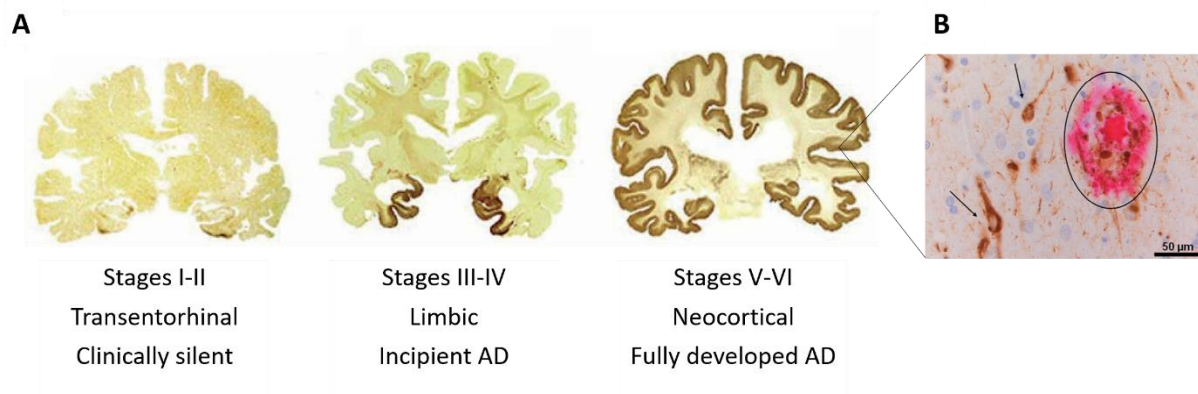 A
B
50 μm
Stages I-II
Transentorhinal
Clinically silent
Stages III-IV
Limbic
Incipient AD
Stages V-VI
Neocortical
Fully developed AD